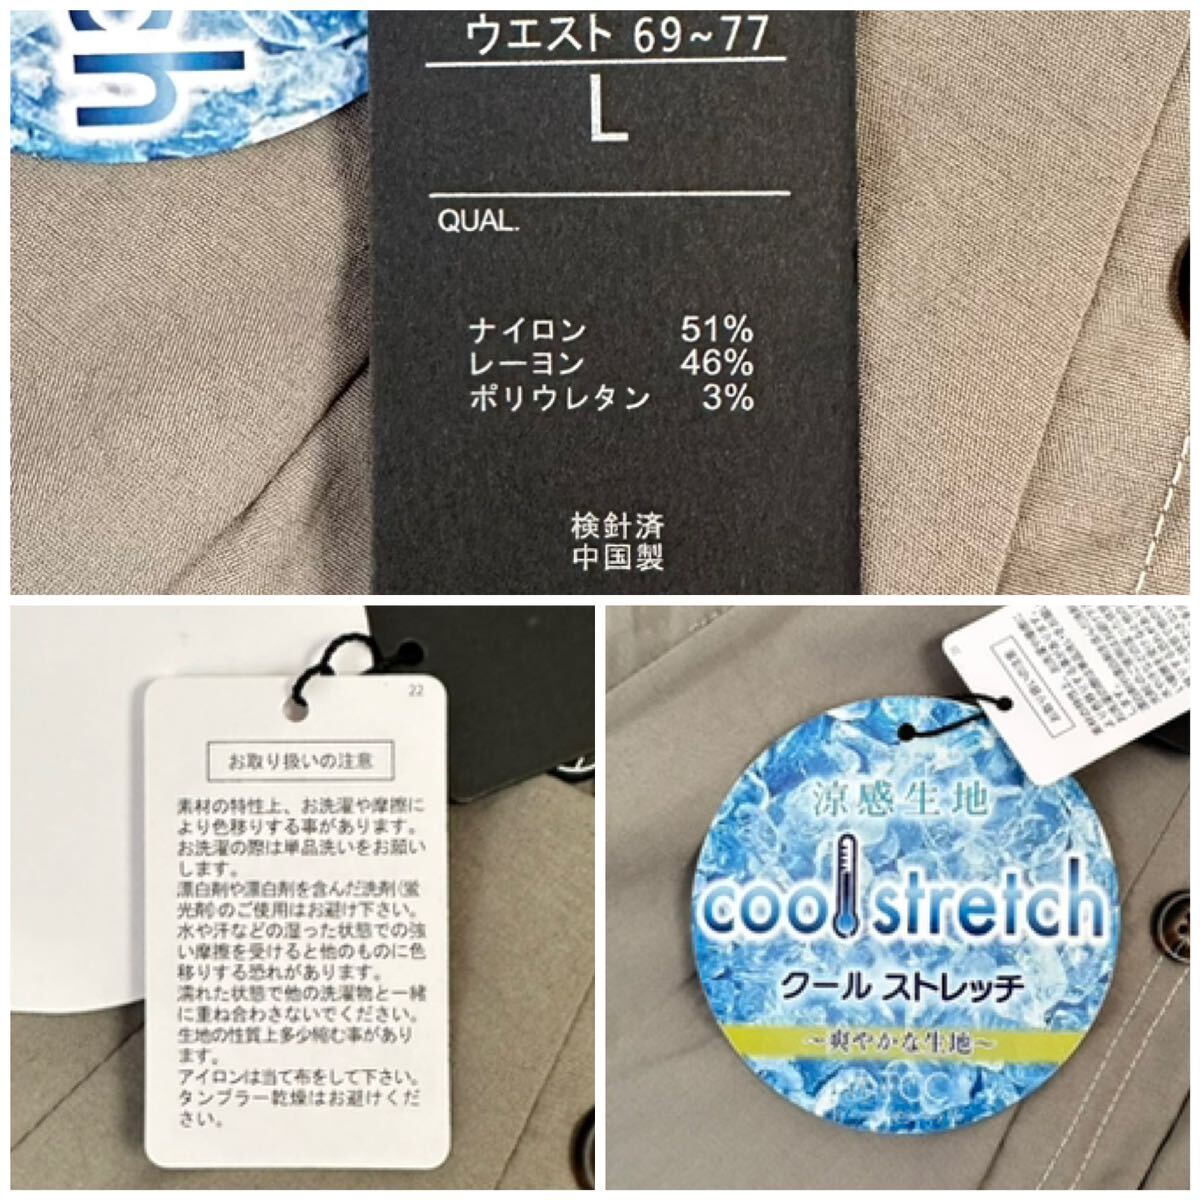 ch
ウエスト 69~77
L
QUAL.
ナイロン 51%
レーヨン 46%
ポリウレタン 3%
検針済
中国製
22
お取り扱いの注意
素材の特性上、お洗濯や摩擦に
より色移りする事があります。
お洗濯の際は単品洗いをお願い
します。
漂白剤や漂白剤を含んだ洗剤(蛍
光剤)のご使用はお避け下さい。
水や汗などの湿った状態での強
い摩擦を受けると他のものに色
移りする恐れがあります。
濡れた状態で他の洗濯物と一緒
に重ね合わさないでください。
生地の性質上多少縮む事があり
ます。
アイロンは当て布をして下さい。
タンブラー乾燥はお避けくだ
さい。
お取り扱いの注意
涼感生地
cool stretch
クール ストレッチ
~爽やかな生地~